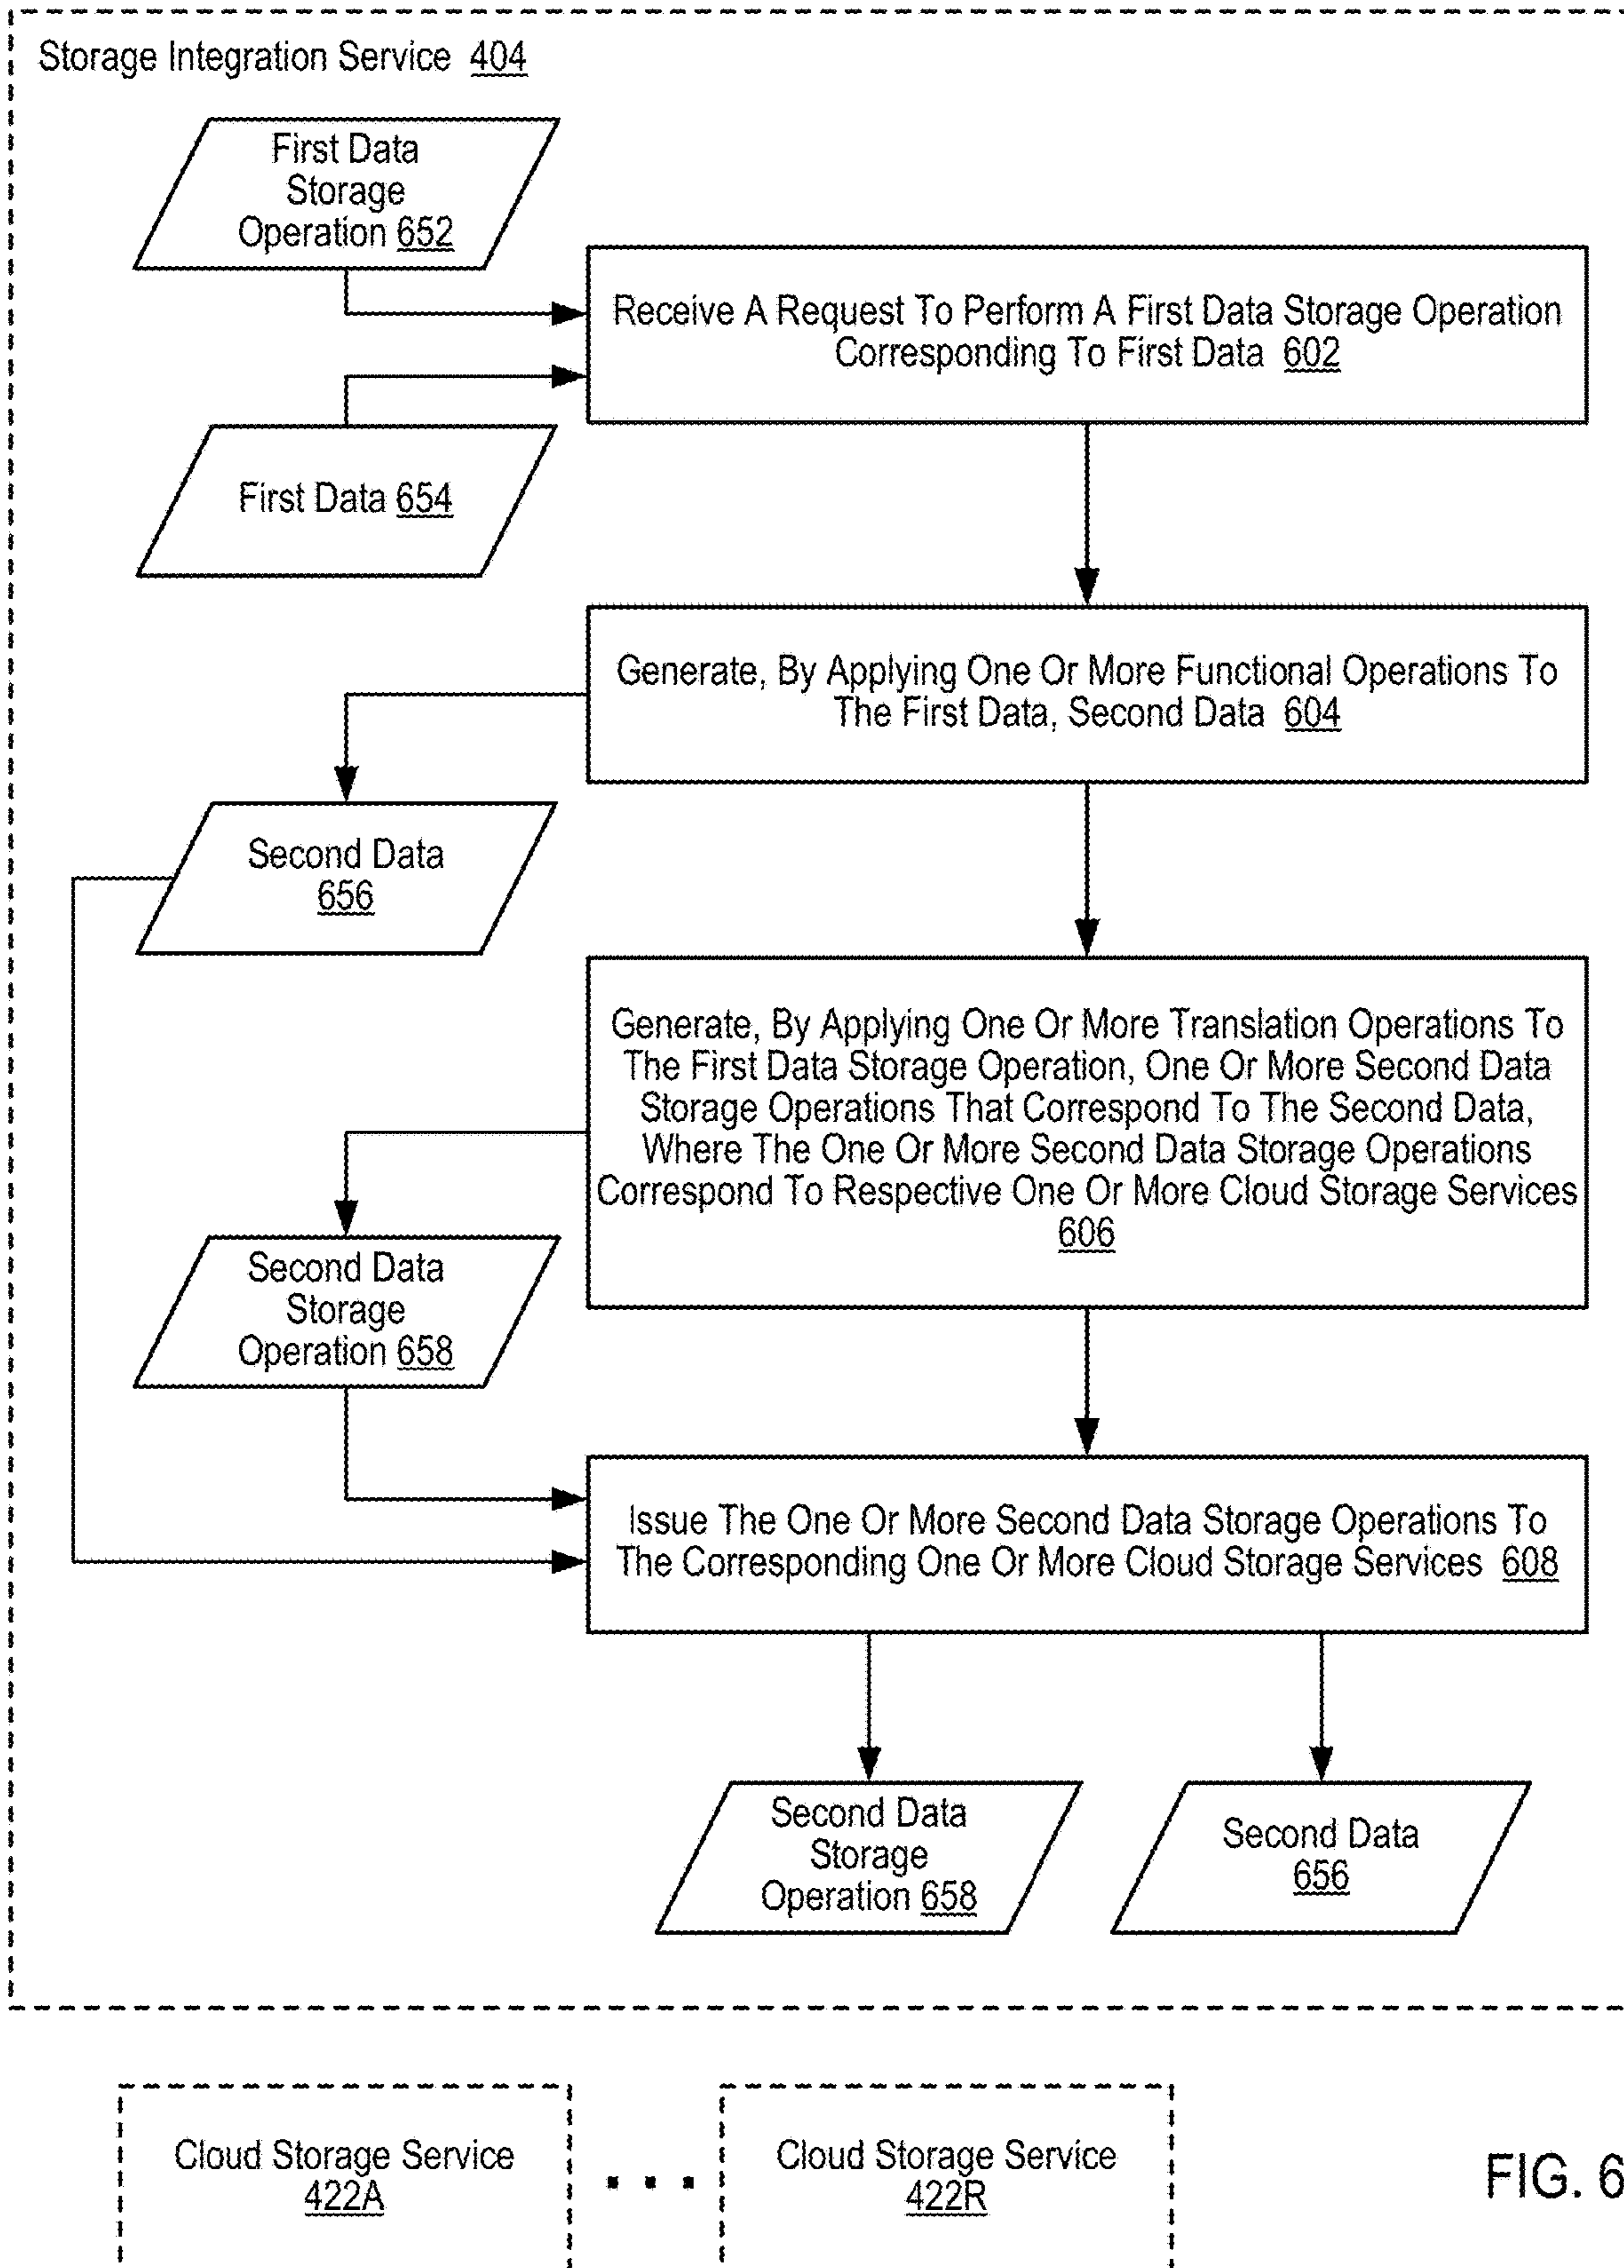 Storage Integration Service 404
First Data
Storage
Operation 652
Receive A Request To Perform A First Data Storage Operation
Corresponding To First Data 602
First Data 654
Generate, By Applying One Or More Functional Operations To
The First Data, Second Data 604
Second Data
656
Generate, By Applying One Or More Translation Operations To
The First Data Storage Operation, One Or More Second Data
Storage Operations That Correspond To The Second Data,
Where The One Or More Second Data Storage Operations
Correspond To Respective One Or More Cloud Storage Services
606
Second Data
Storage
Operation 658
Issue The One Or More Second Data Storage Operations To
The Corresponding One Or More Cloud Storage Services 608
Second Data
Storage
Operation 658
Second Data
656
Cloud Storage Service
422A
Cloud Storage Service
422R
FIG. 6